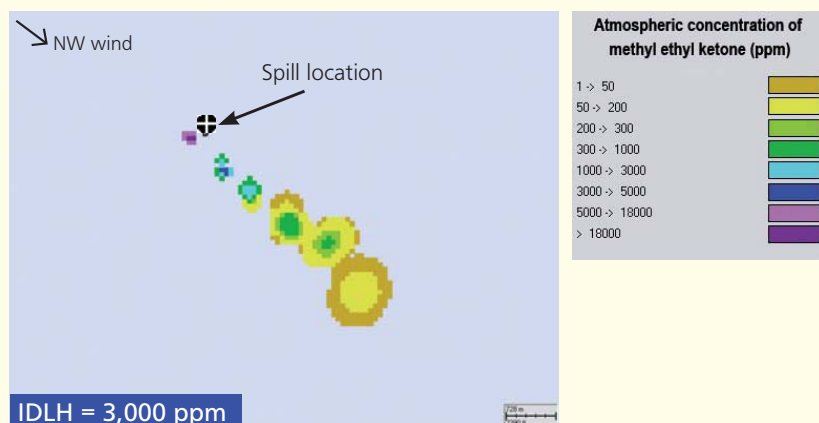 NW wind
Spill location
IDLH = 3,000 ppm
728 m
Atmospheric concentration of
methyl ethyl ketone (ppm)
1 -> 50
50 -> 200
200 -> 300
300 -> 1000
1000 -> 3000
3000 -> 5000
5000 -> 18000
> 18000